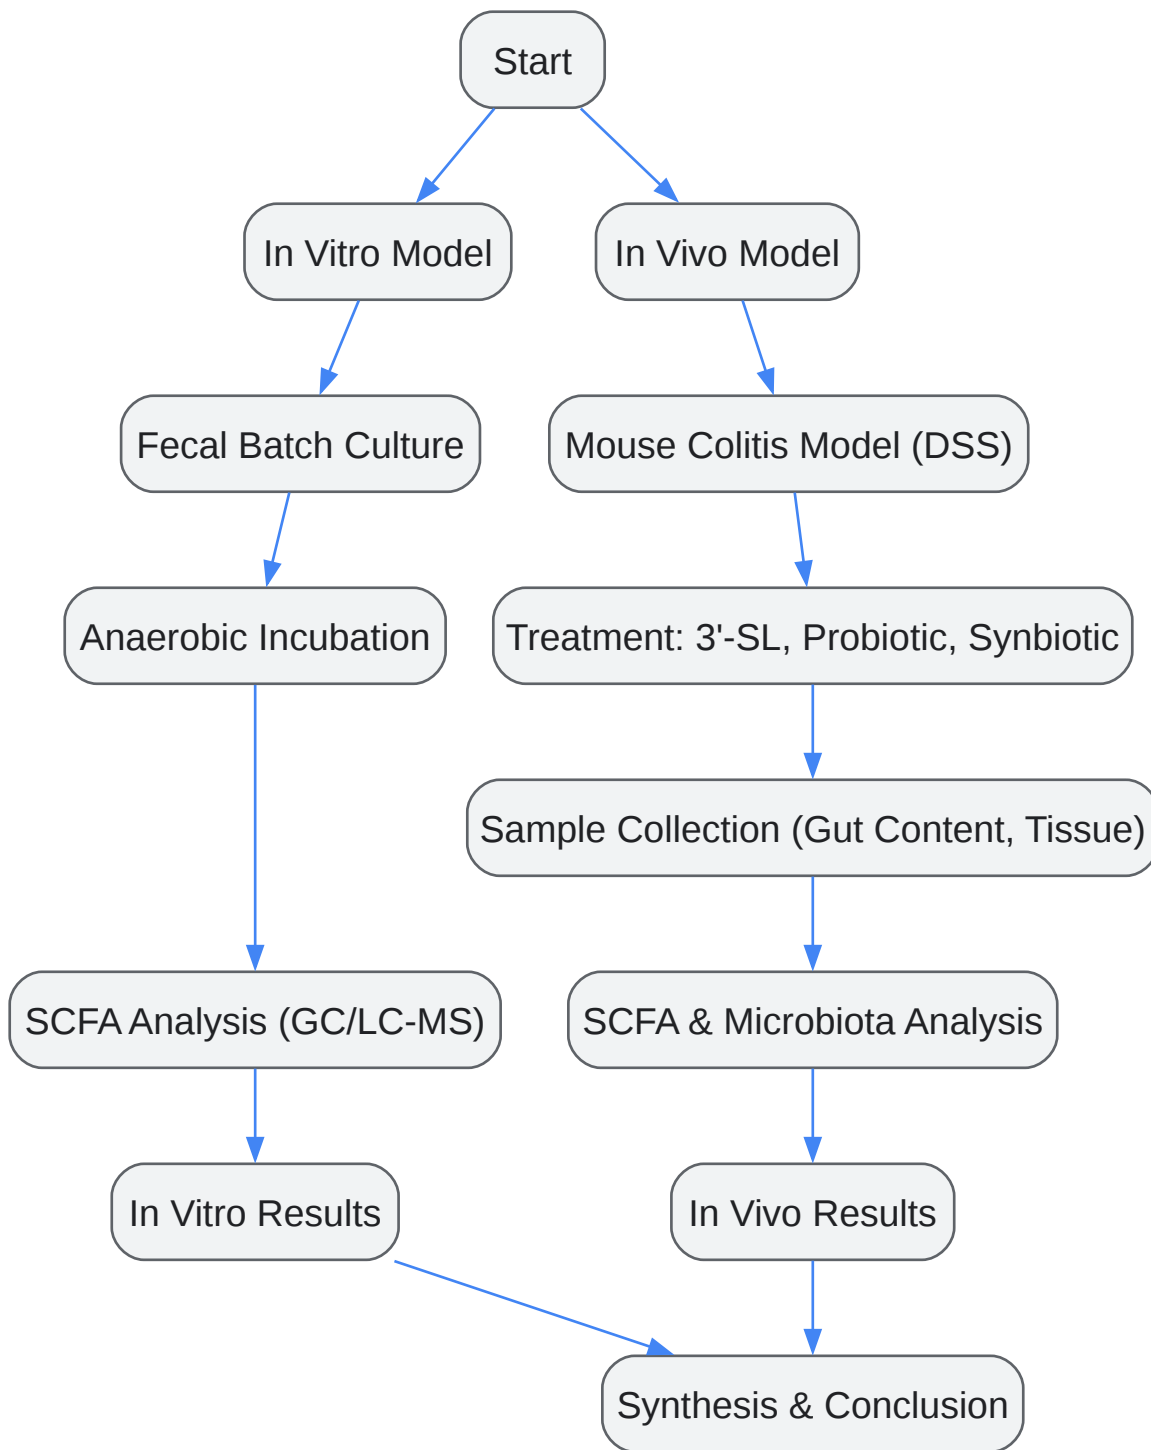 Start
In Vitro Model
In Vivo Model
Fecal Batch Culture
Mouse Colitis Model (DSS)
Anaerobic Incubation
Treatment: 3'-SL, Probiotic, Synbiotic
Sample Collection (Gut Content, Tissue)
SCFA Analysis (GC/LC-MS)
SCFA & Microbiota Analysis
In Vitro Results
In Vivo Results
Synthesis & Conclusion